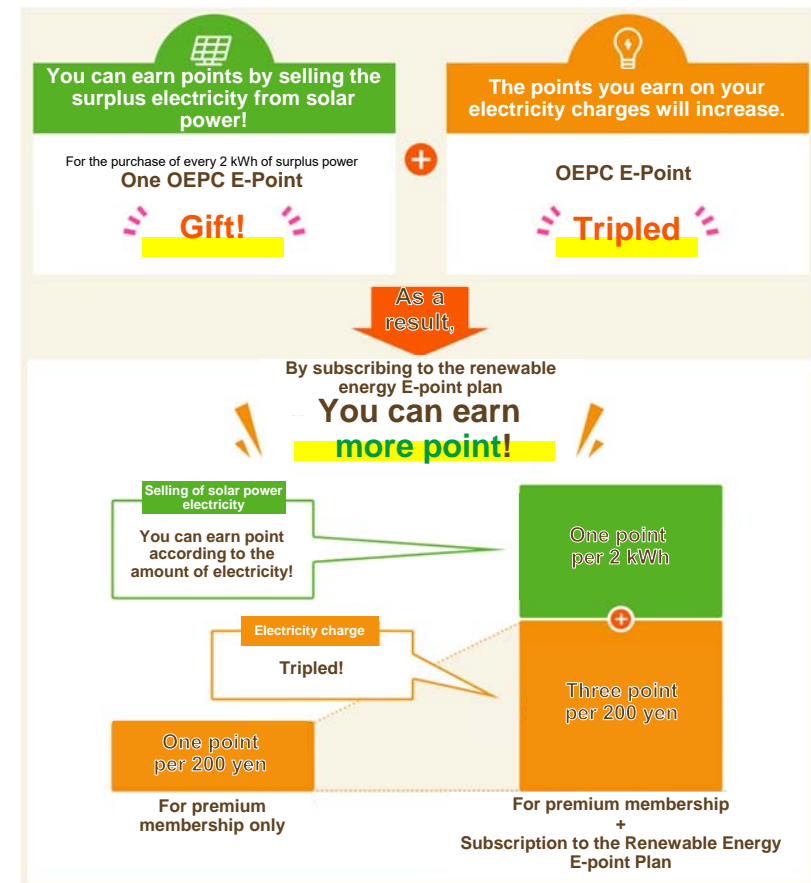 You can earn points by selling the
surplus electricity from solar
power!
For the purchase of every 2 kWh of surplus power
One OEPC E-Point
Gift!
The points you earn on your
electricity charges will increase.
OEPC E-Point
Tripled
As a
result,
By subscribing to the renewable
energy E-point plan
You can earn
more point!
Selling of solar power
electricity
You can earn point
according to the
amount of electricity!
One point
per 2 kWh
Electricity charge
Tripled!
Three point
per 200 yen
One point
per 200 yen
For premium
membership only
For premium membership
+
Subscription to the Renewable Energy
E-point Plan